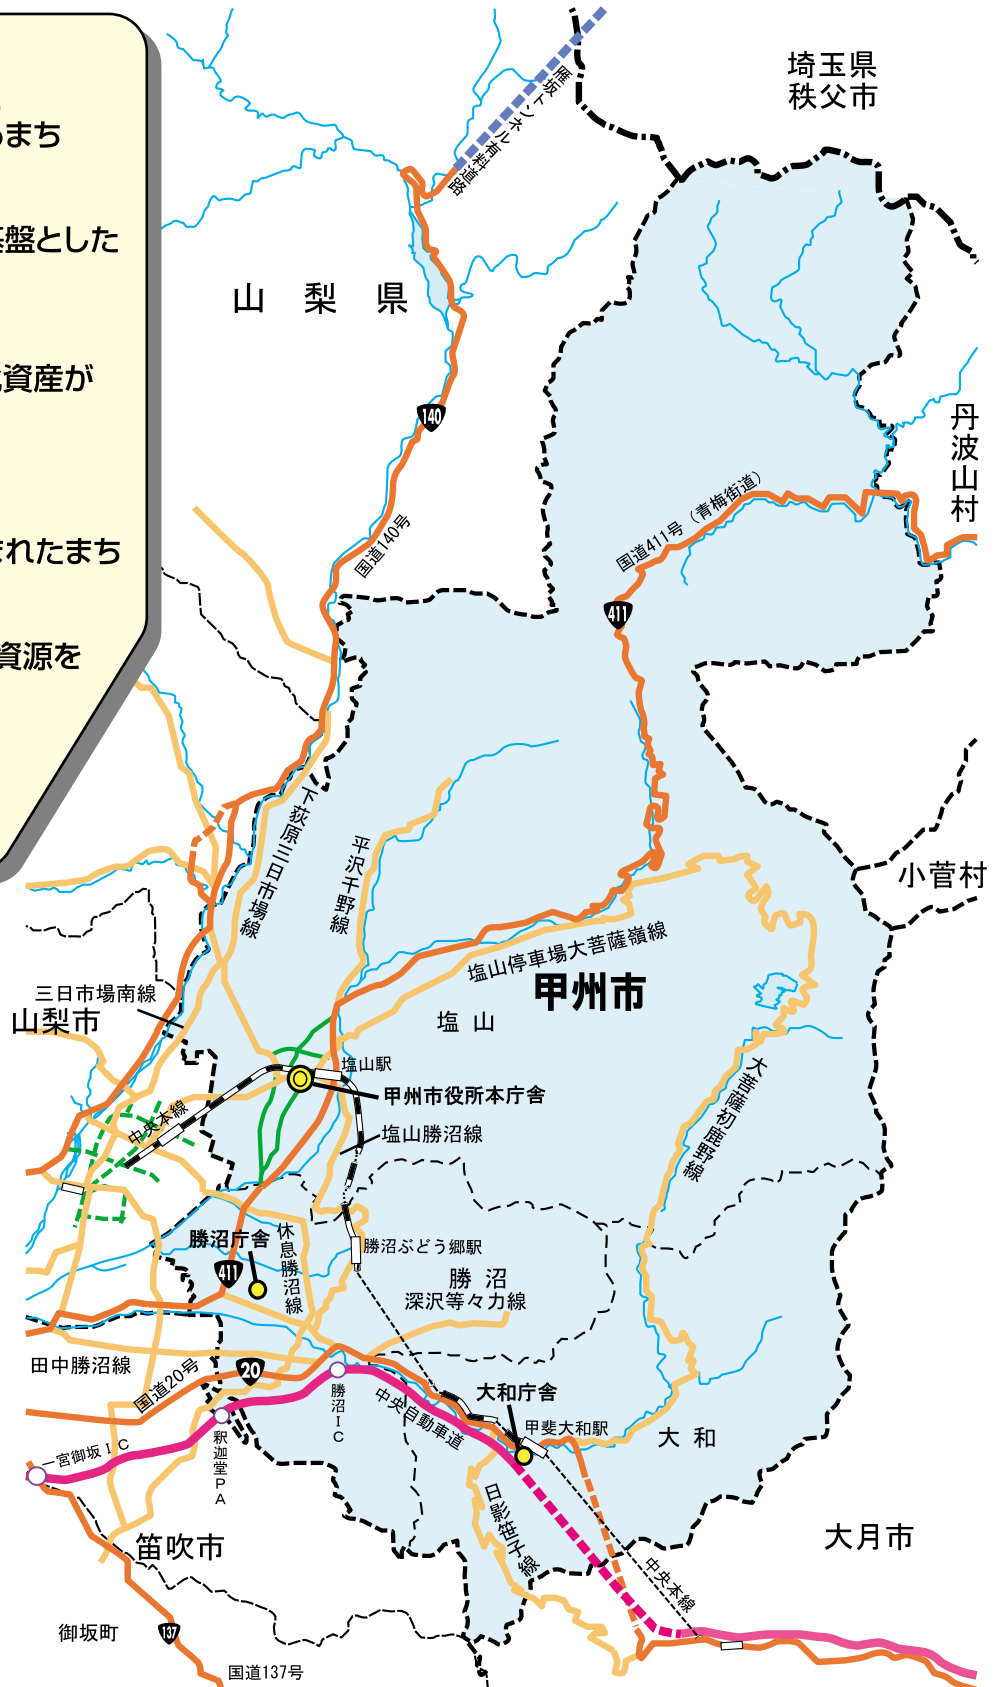 るまち
基盤とした
資産が
まれたまち
資源を
埼玉県
秩父市
雁坂トンネル有料道路
山梨県
140
国道140号
丹波山村
国道411号（青梅街道）
411
小菅村
下萩原三日市場線
平沢千野線
塩山停車場大菩薩嶺線
甲州市
三日市場南線
山梨市
塩山
塩山駅
甲州市役所本庁舎
中央本線
塩山勝沼線
大菩薩初鹿野線
勝沼庁舎
休息勝沼線
勝沼ぶどう郷駅
411
勝沼
深沢等々力線
田中勝沼線
国道20号
20
勝沼IC
中央自動車道
大和庁舎
甲斐大和駅
大和
一宮御坂IC
釈迦堂PA
日影笹子線
笛吹市
大月市
中央本線
御坂町
137
国道137号